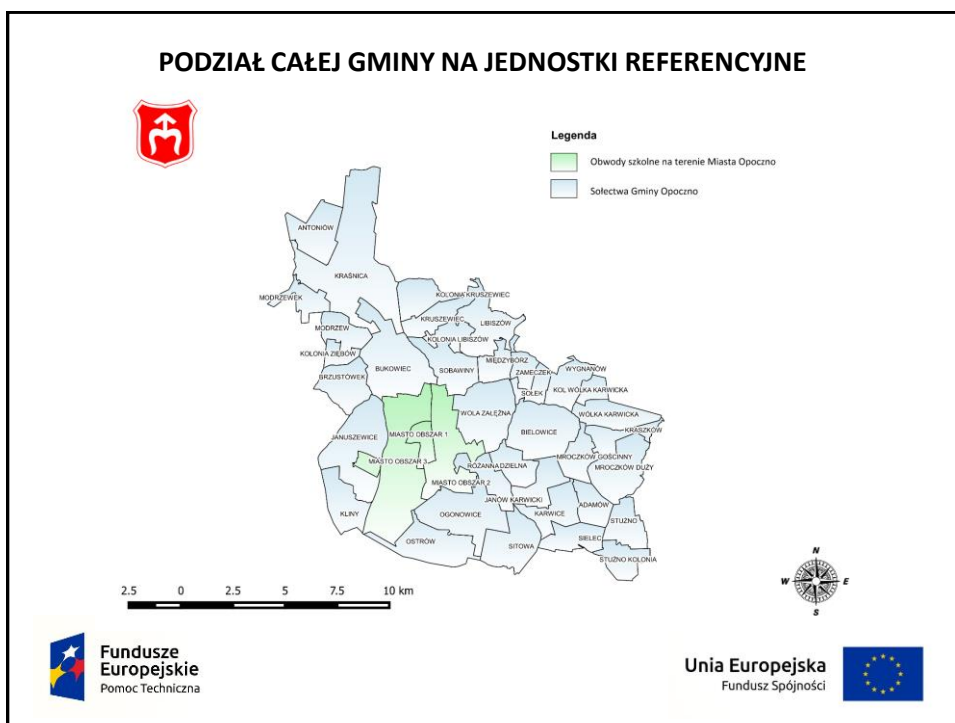 PODZIAŁ CAŁEJ GMINY NA JEDNOSTKI REFERENCYJNE
Legenda
Obwody szkolne na terenie Miasta Opoczno
Sołectwa Gminy Opoczno
ANTONIÓW
KRAŚNICA
MODRZEWEK
KOLONIA KRUSZEWIEC
KRUSZEWIEC
LIBISZÓW
MODRZEW
KOLONIA LIBISZÓW
KOLONIA ZIĘBÓW
MIĘDZYBORZ
BUKOWIEC
SOBAWINY
ZAMECZEK
WYGNANÓW
BRZUSTÓWEK
SOŁEK
KOL WÓLKA KARWICKA
WOLA ZAŁĘŻNA
WÓLKA KARWICKA
KRASZKÓW
BIELOWICE
JANUSZEWICE
MIASTO OBSZAR 1
MROCZKÓW GOŚCINNY
MIASTO OBSZAR 3
RÓŻANNA
DZIELNA
MROCZKÓW DUŻY
MIASTO OBSZAR 2
JANÓW KARWICKI
ADAMÓW
KLINY
OGONOWICE
KARWICE
STUŻNO
OSTRÓW
SITOWA
SIELEC
STUŻNO KOLONIA
N
W
E
S
2.5 0 2.5 5 7.5 10 km
Fundusze
Europejskie
Pomoc Techniczna
Unia Europejska
Fundusz Spójności